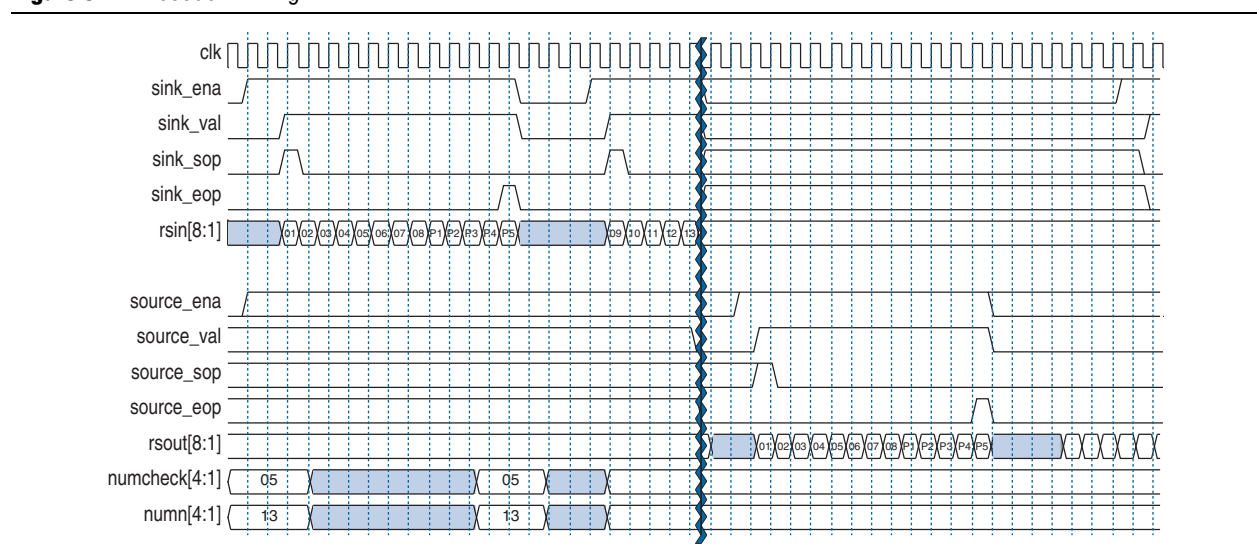 clk
sink_ena
sink_val
sink_sop
sink_eop
rsin[8:1] 01 02 03 04 05 06 07 08 P1 P2 P3 P4 P5 09 10 11 12 13
source_ena
source_val
source_sop
source_eop
rsout[8:1] 01 02 03 04 05 06 07 08 P1 P2 P3 P4 P5
numcheck[4:1] 05 05
numn[4:1] 13 13